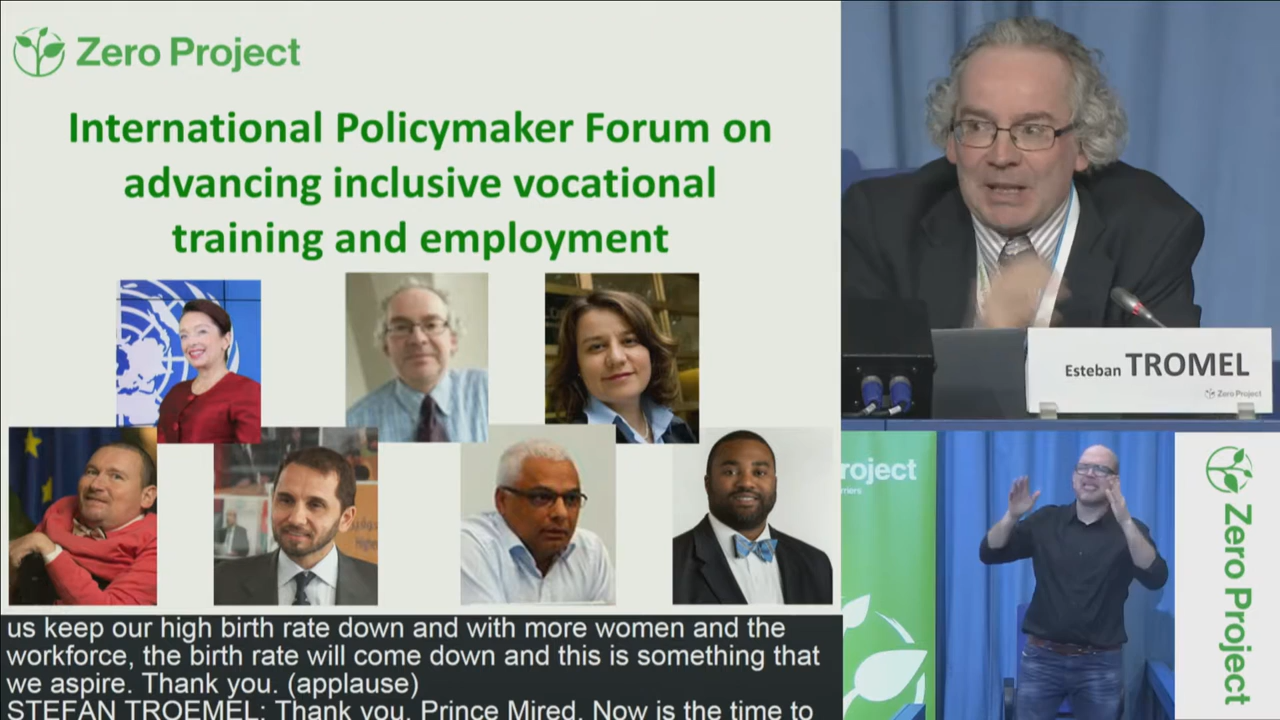 Zero Project
International Policymaker Forum on
advancing inclusive vocational
training and employment
us keep our high birth rate down and with more women and the
workforce, the birth rate will come down and this is something that
we aspire. Thank you. (applause)
STEFAN TROEMEL: Thank you, Prince Mired. Now is the time to
Esteban TROMEL
Zero Project
roject
rriers
Zero Project